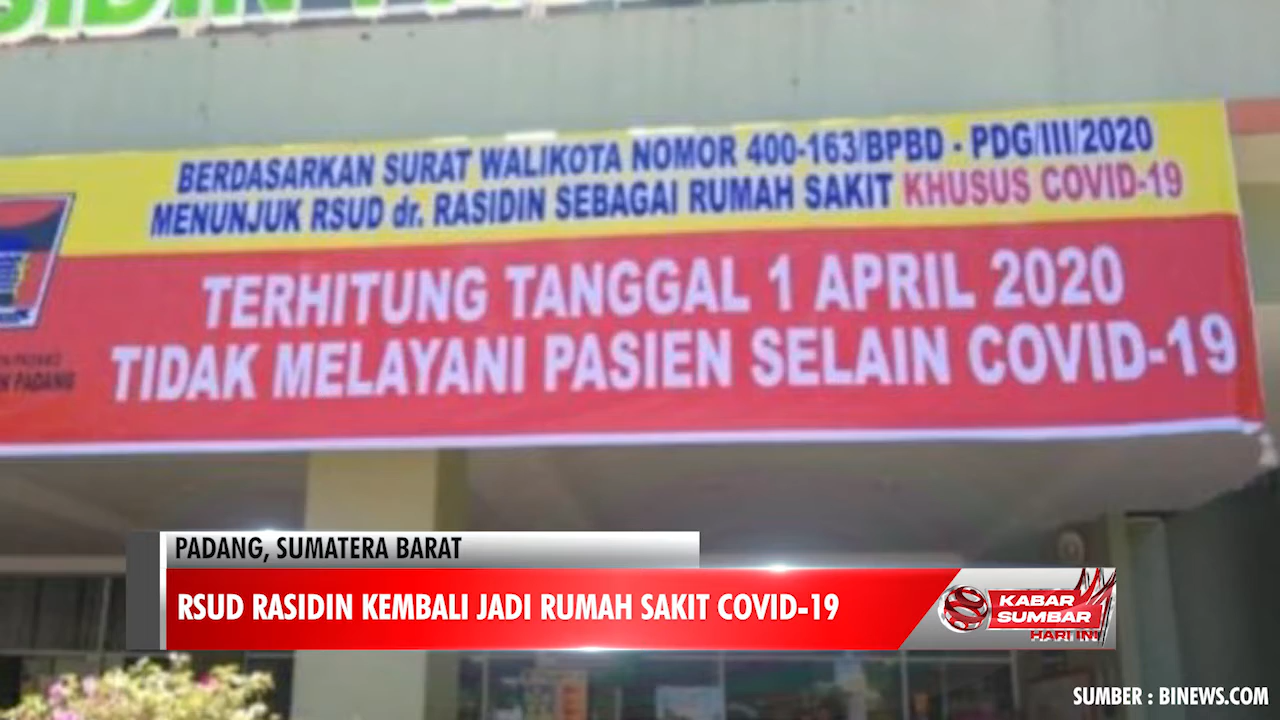 BERDASARKAN SURAT WALIKOTA NOMOR 400-163/BPBD - PDG/III/2020
MENUNJUK RSUD dr. RASIDIN SEBAGAI RUMAH SAKIT KHUSUS COVID-19
TERHITUNG TANGGAL 1 APRIL 2020
TIDAK MELAYANI PASIEN SELAIN COVID-19
PADANG
PADANG, SUMATERA BARAT
RSUD RASIDIN KEMBALI JADI RUMAH SAKIT COVID-19
KABAR
SUMBAR
HARI INI
SUMBER : BINEWS.COM